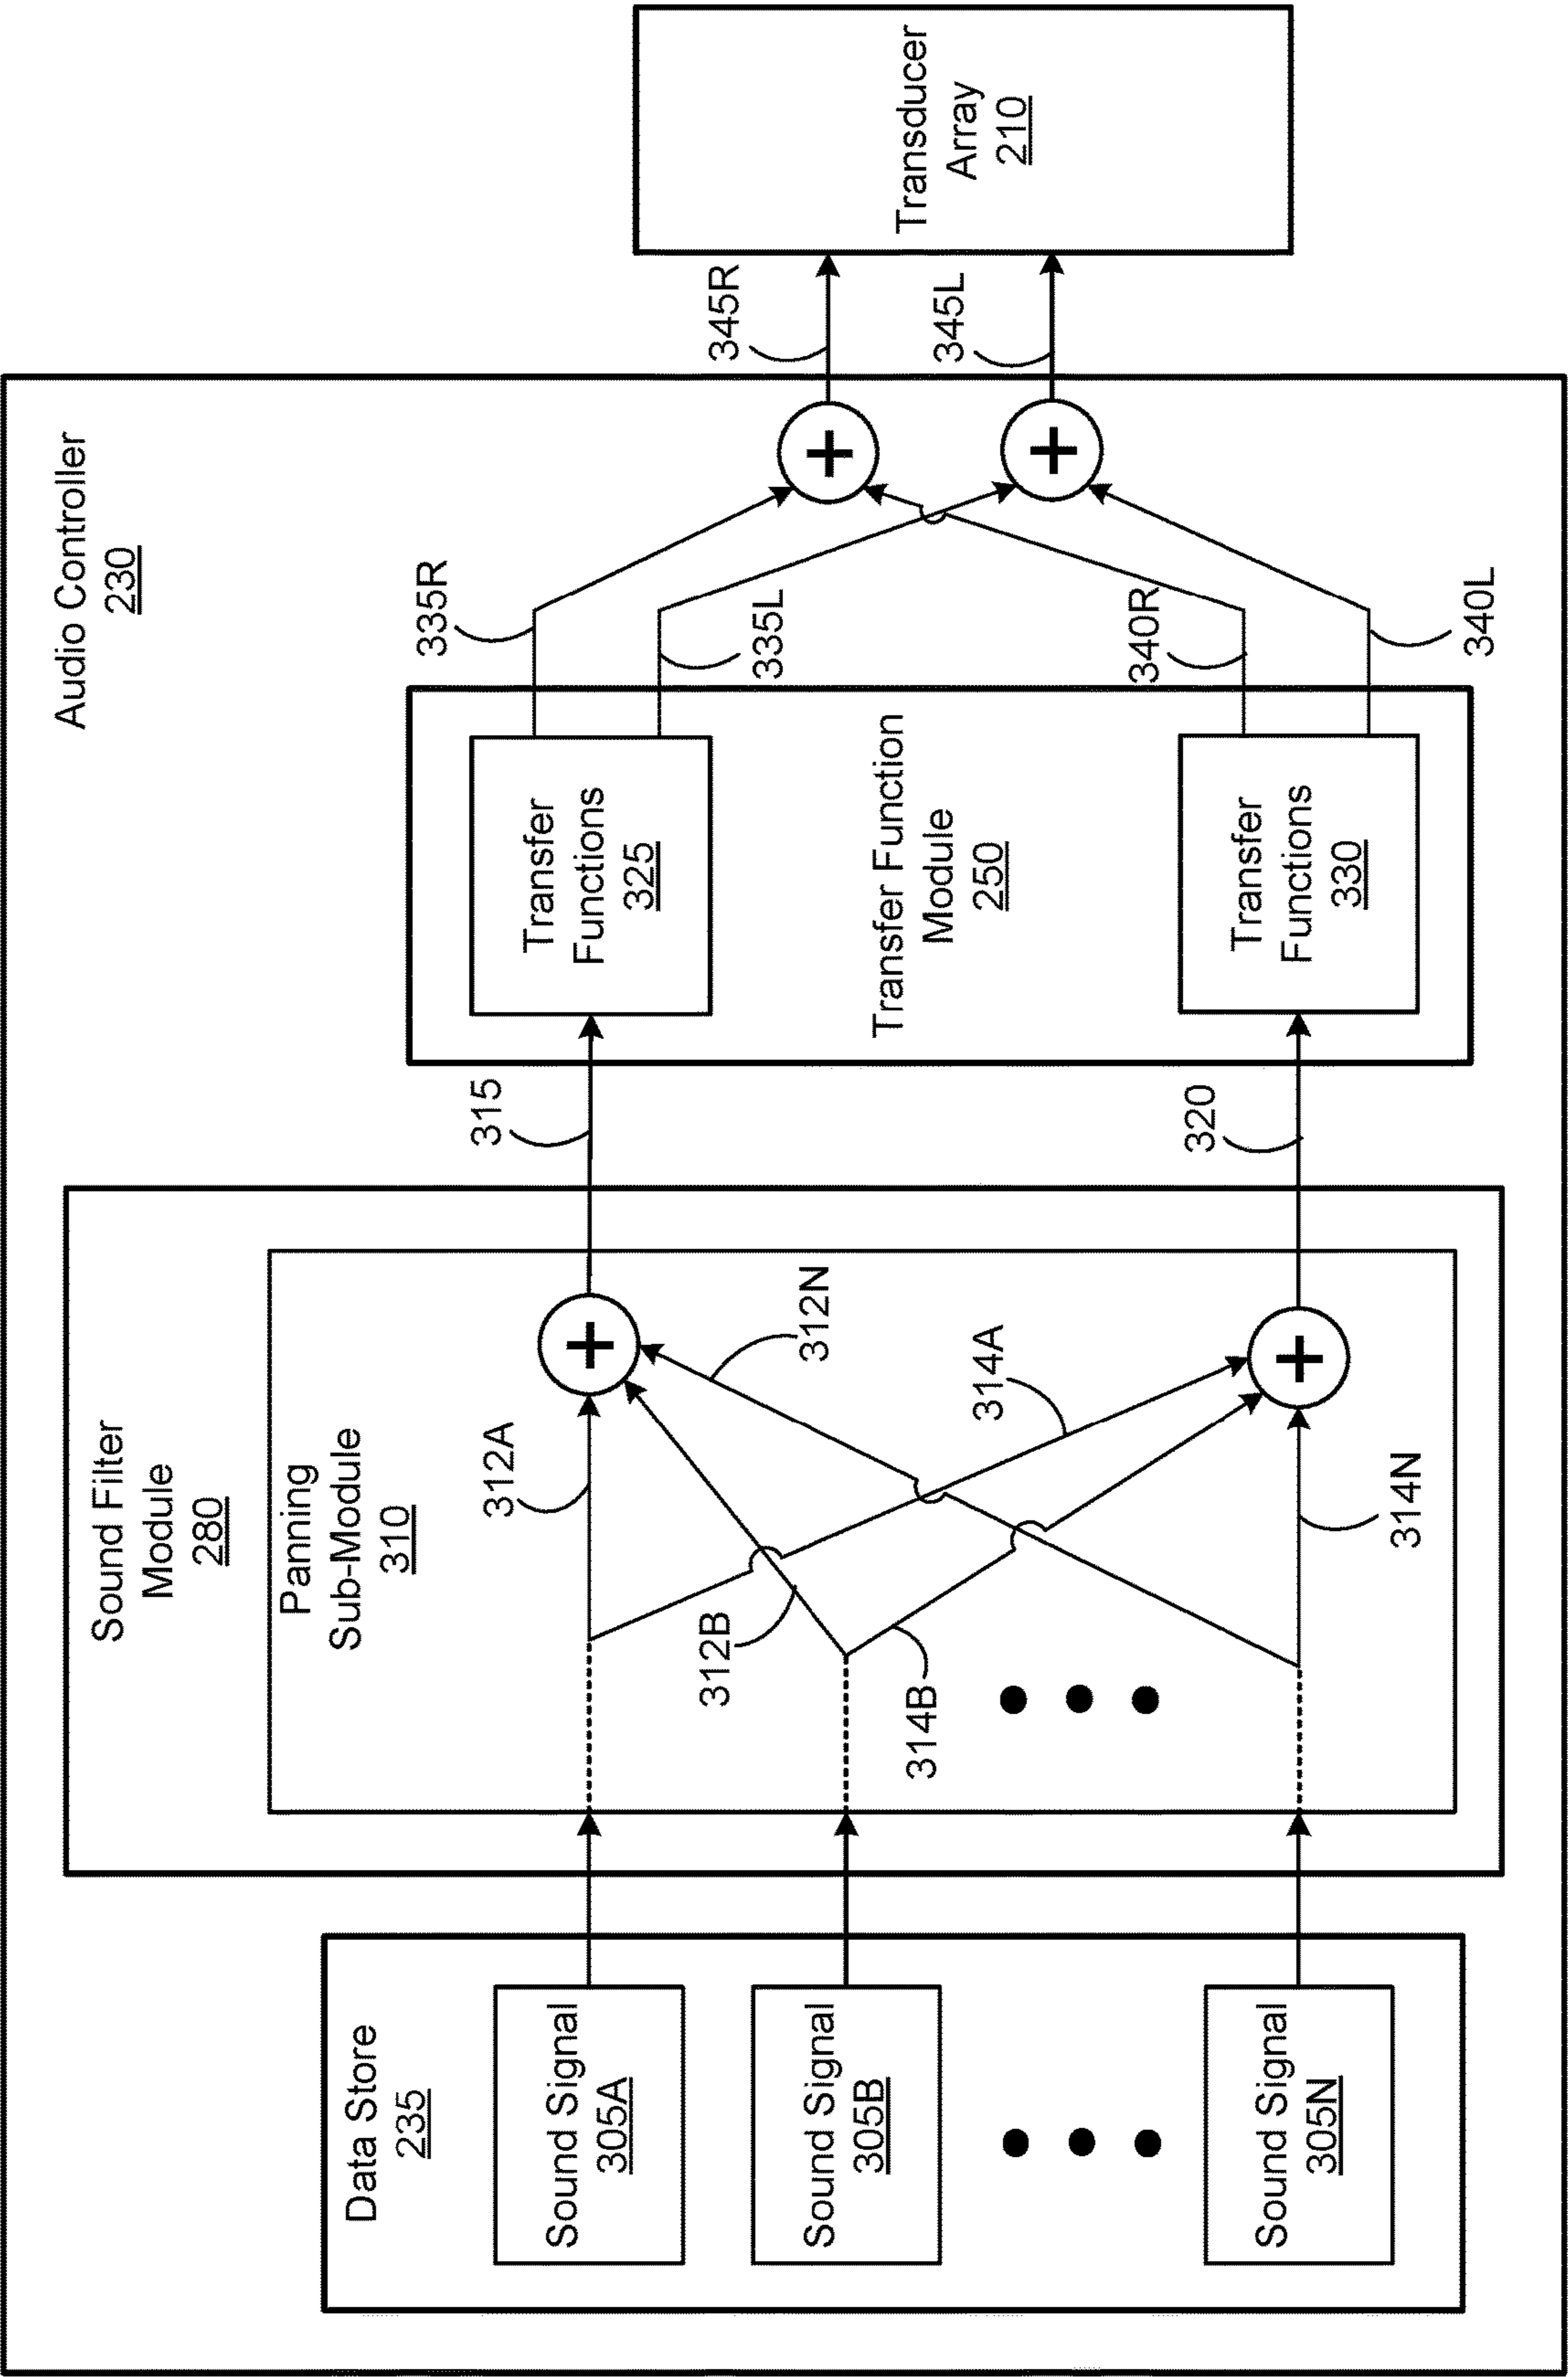 Audio Controller
230
Data Store
235
Sound Signal
305A
Sound Signal
305B
Sound Signal
305N
Sound Filter
Module
280
Panning
Sub-Module
310
312A
312B
312N
314A
314B
314N
315
320
Transfer
Functions
325
Transfer Function
Module
250
Transfer
Functions
330
335R
335L
340R
340L
345R
345L
Transducer
Array
210